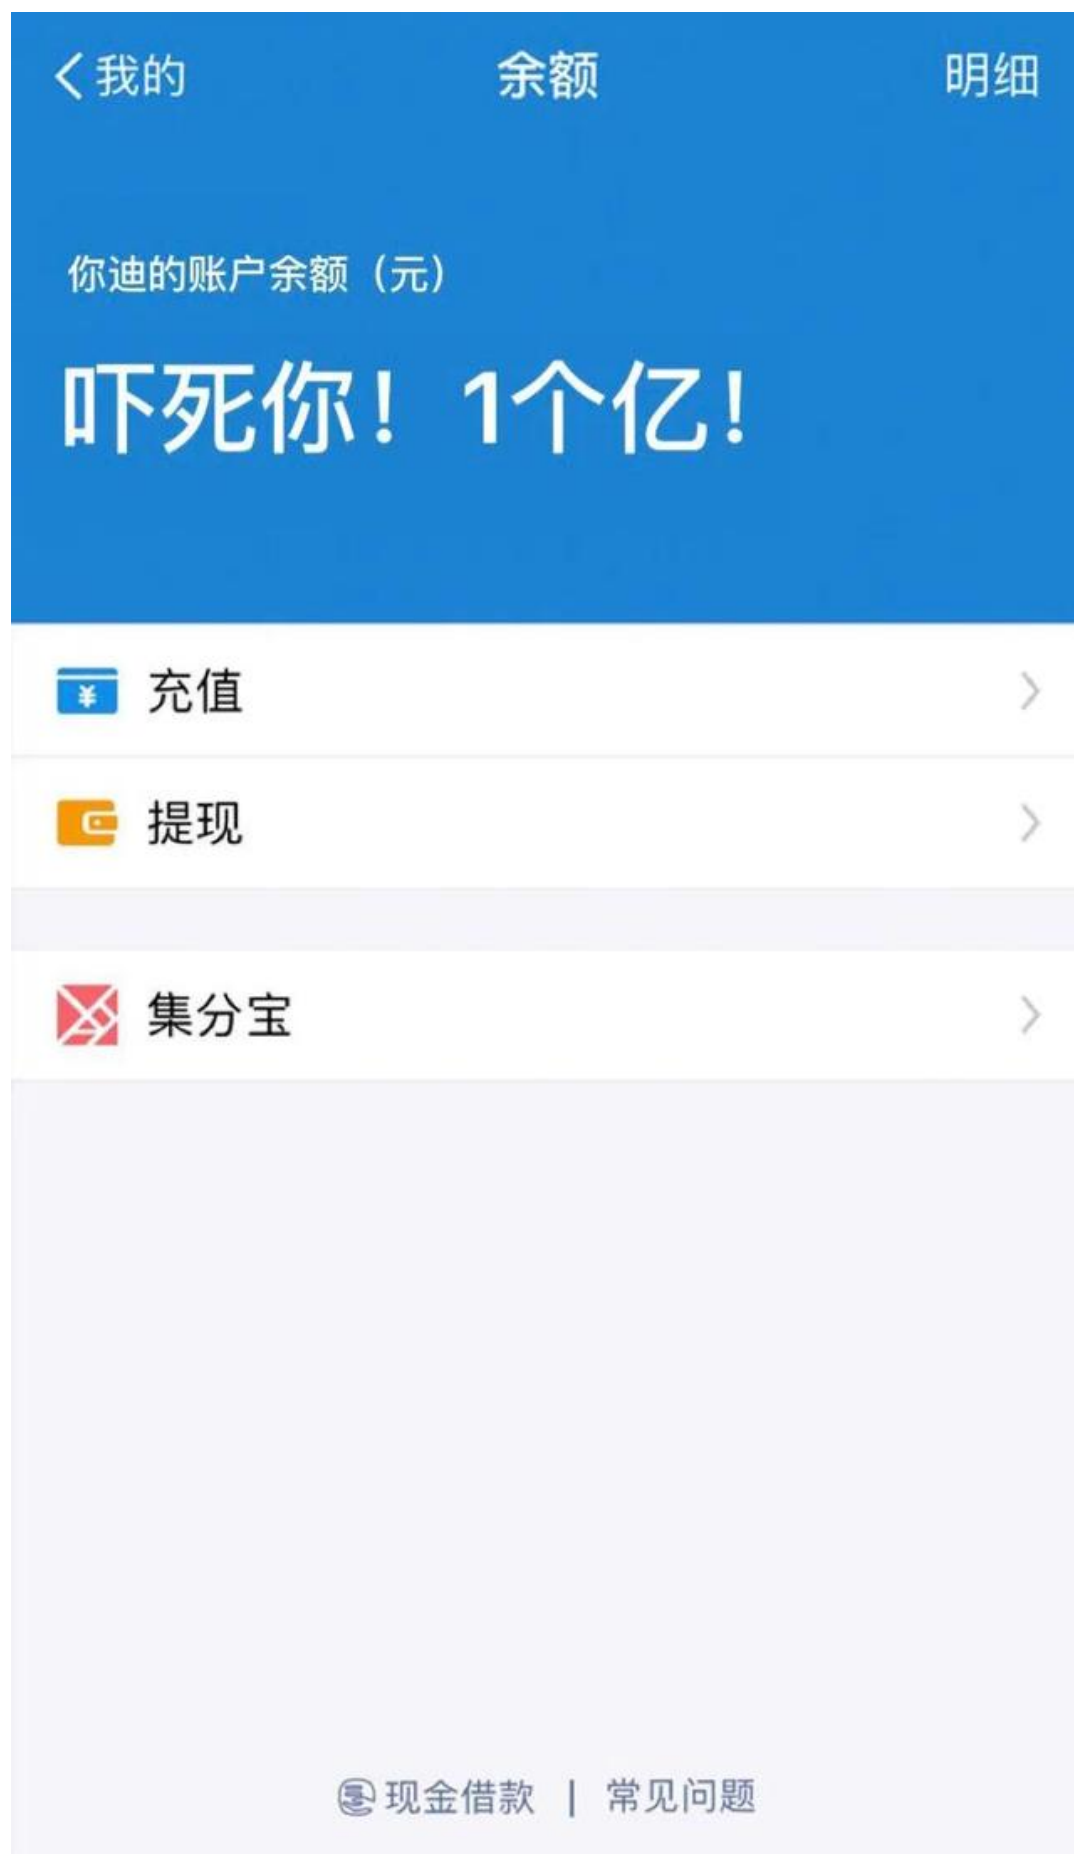 我的 余额 明细
你迪的账户余额（元）
吓死你！1个亿！
充值
提现
集分宝
现金借款 | 常见问题